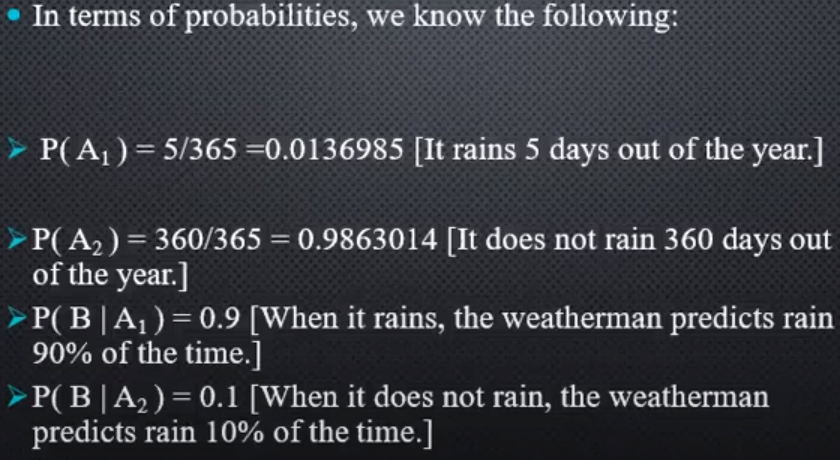 • In terms of probabilities, we know the following:
➢ P( A₁ ) = 5/365 =0.0136985 [It rains 5 days out of the year.]
➢ P( A₂ ) = 360/365 = 0.9863014 [It does not rain 360 days out
of the year.]
➢ P( B | A₁ ) = 0.9 [When it rains, the weatherman predicts rain
90% of the time.]
➢ P( B | A₂ ) = 0.1 [When it does not rain, the weatherman
predicts rain 10% of the time.]